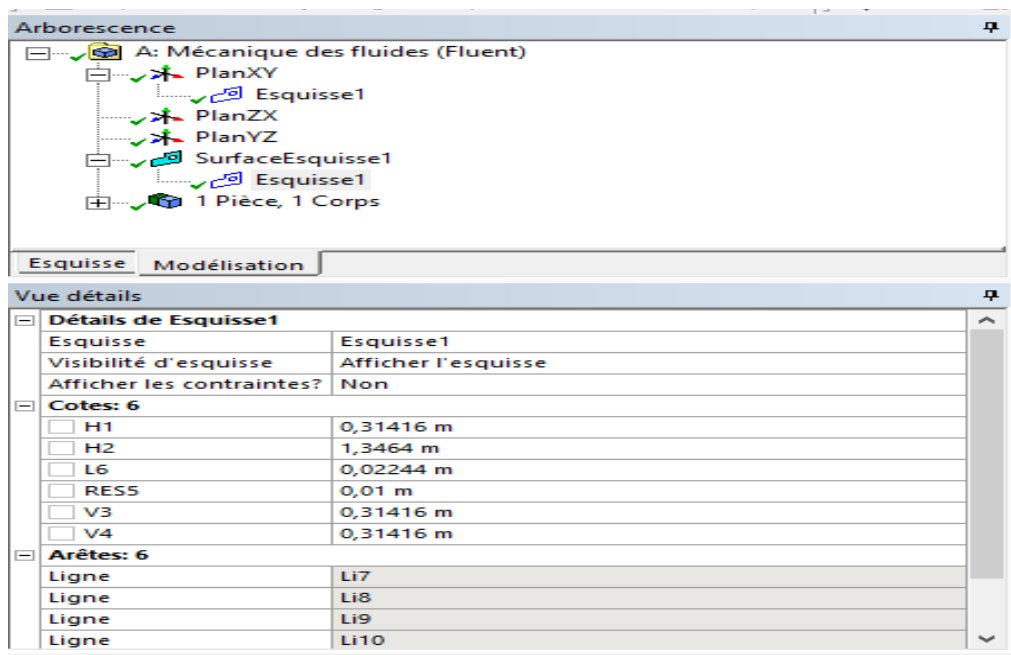 Arborescence
A: Mécanique des fluides (Fluent)
PlanXY
Esquisse1
PlanZX
PlanYZ
SurfaceEsquisse1
Esquisse1
1 Pièce, 1 Corps
Esquisse Modélisation
Vue détails
Détails de Esquisse1
Esquisse Esquisse1
Visibilité d'esquisse Afficher l'esquisse
Afficher les contraintes? Non
Cotes: 6
H1 0,31416 m
H2 1,3464 m
L6 0,02244 m
RES5 0,01 m
V3 0,31416 m
V4 0,31416 m
Arêtes: 6
Ligne Li7
Ligne Li8
Ligne Li9
Ligne Li10